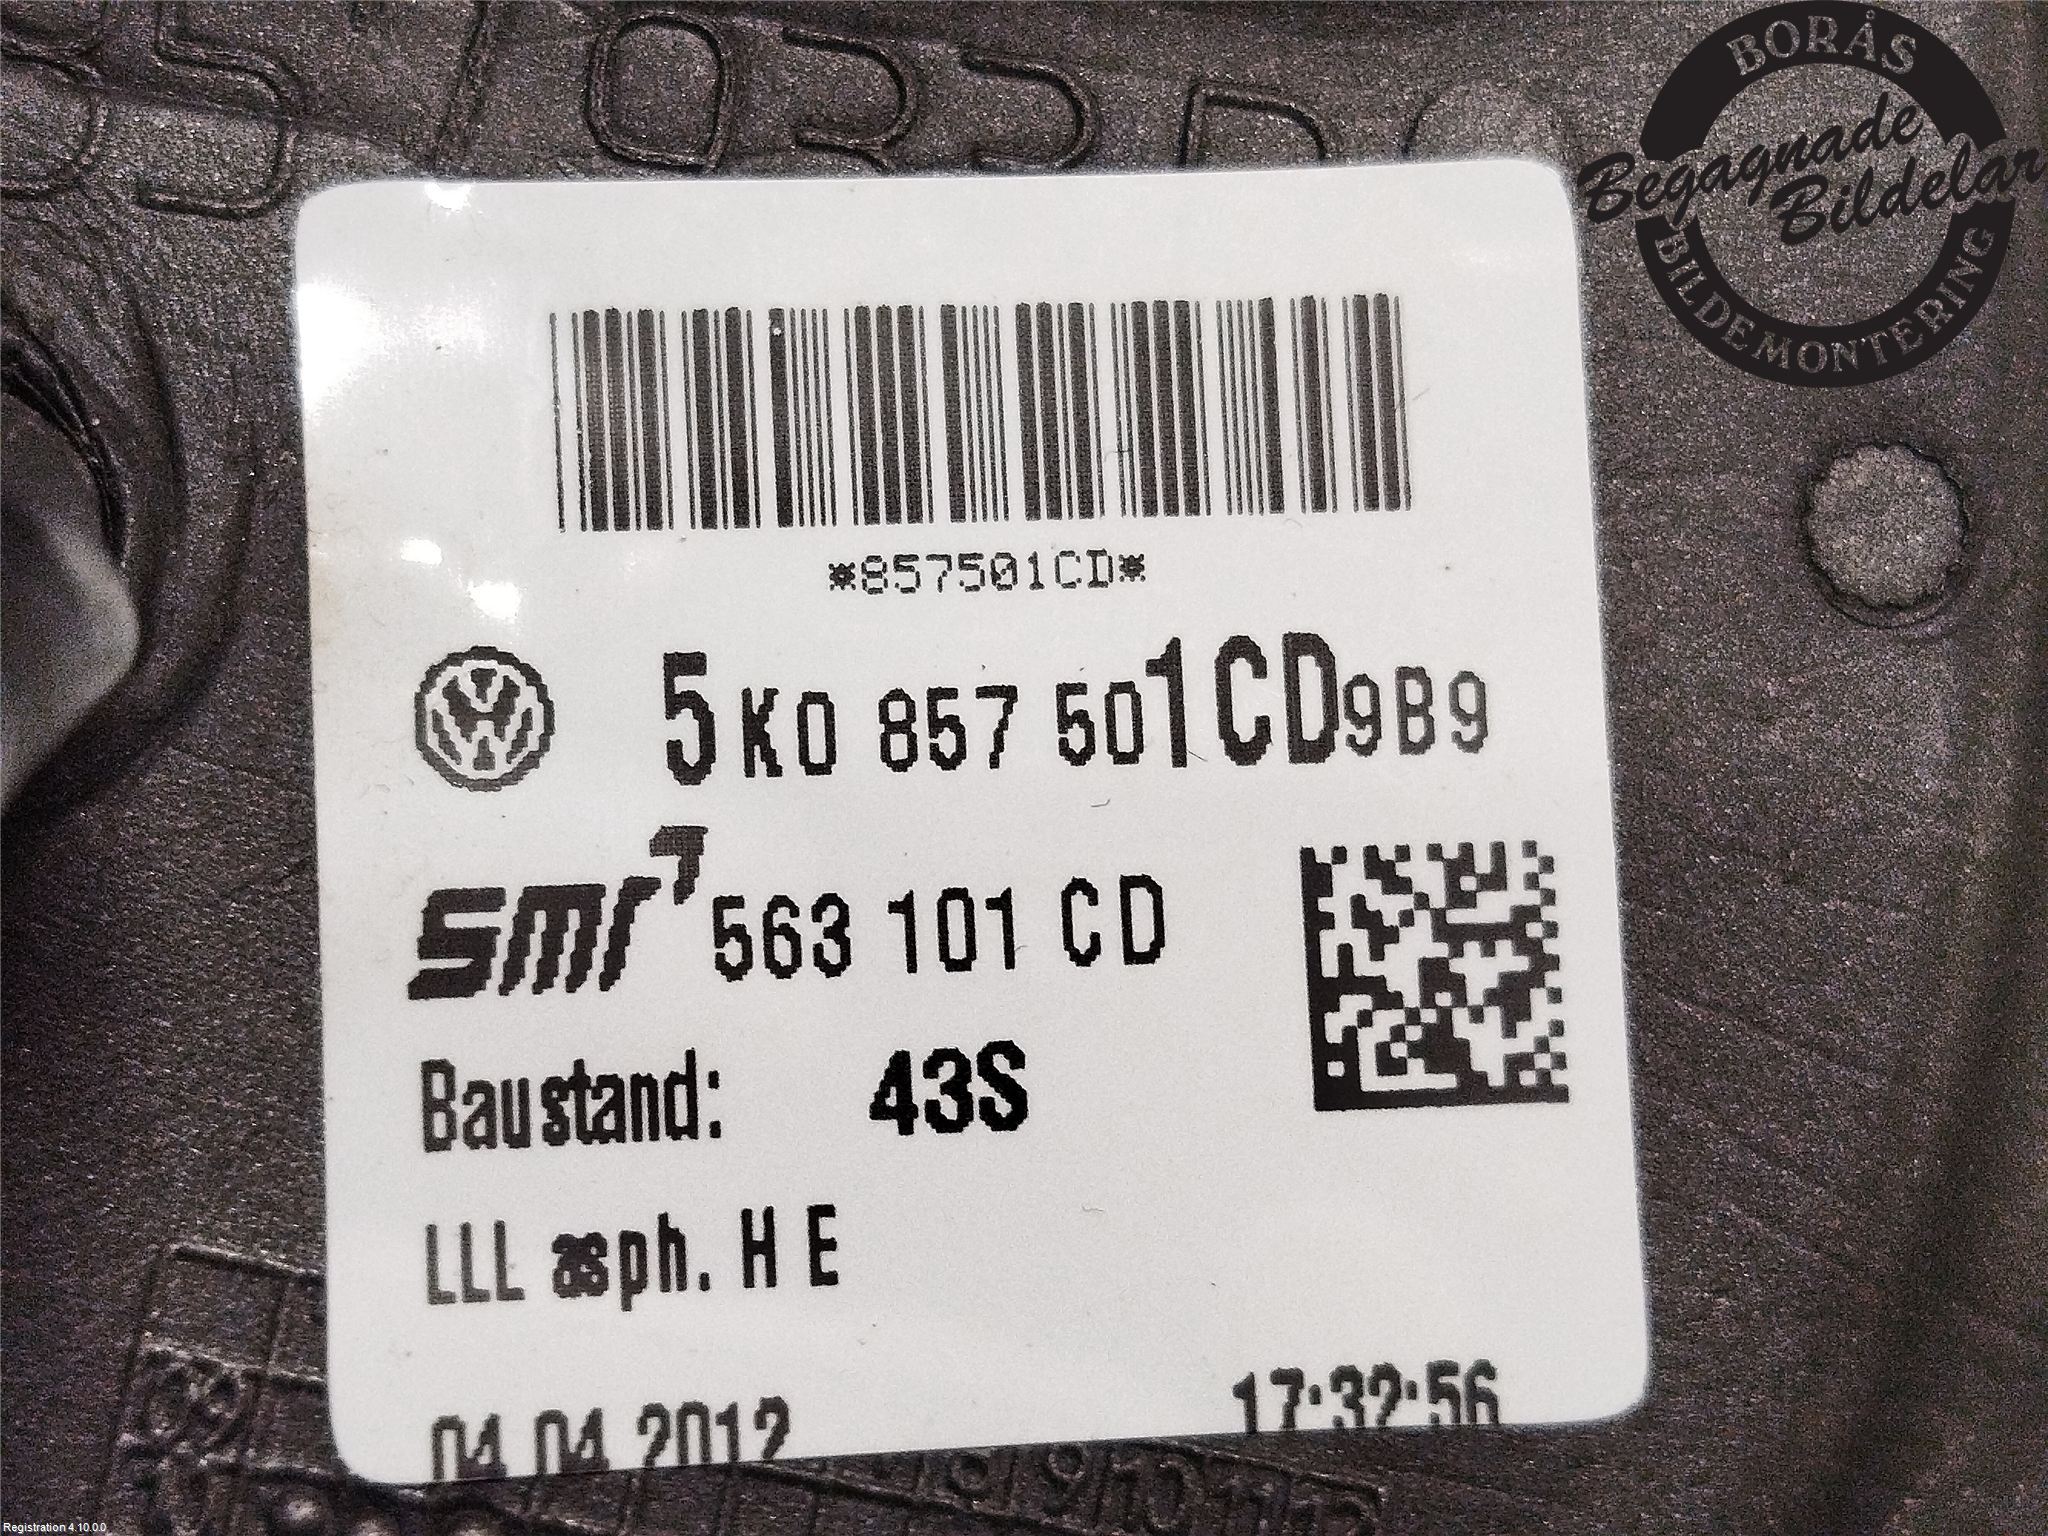 BORÅS
Begagnade
Bildelar
BILDEMONTERING
*857501CD*
5K0 857 501CD9B9
smr 563 101 CD
Baustand: 43S
LLL asph. H E
04.04.2012 17:32:56
Registration 4.10.0.0